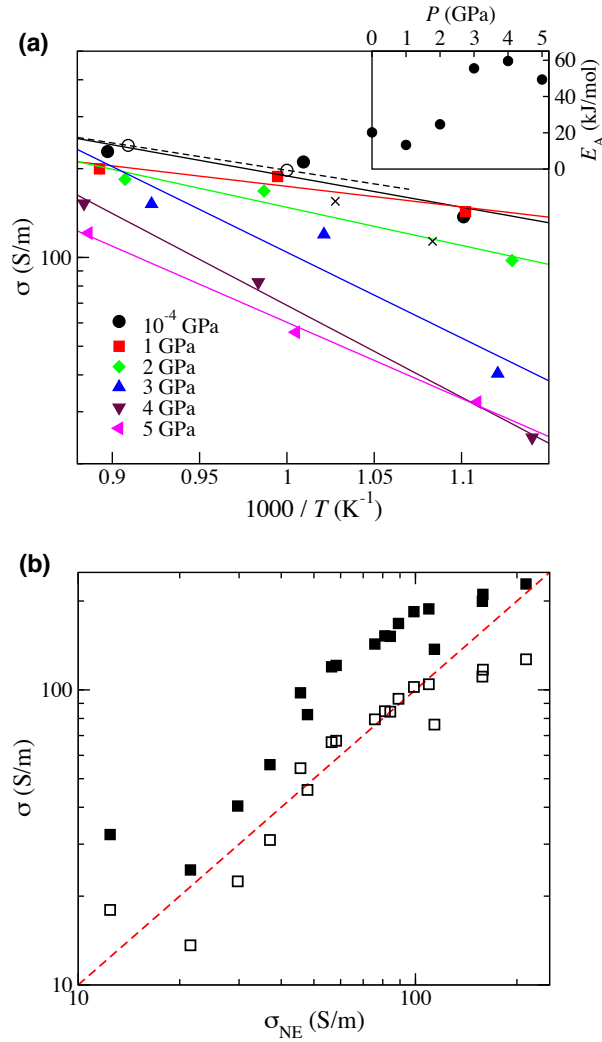 (a)
P (GPa)
0 1 2 3 4 5
60
40
20
0
E_A (kJ/mol)
σ (S/m)
100
10⁻⁴ GPa
1 GPa
2 GPa
3 GPa
4 GPa
5 GPa
0.9 0.95 1 1.05 1.1
1000 / T (K⁻¹)
(b)
σ (S/m)
100
10
10 100
σ_NE (S/m)